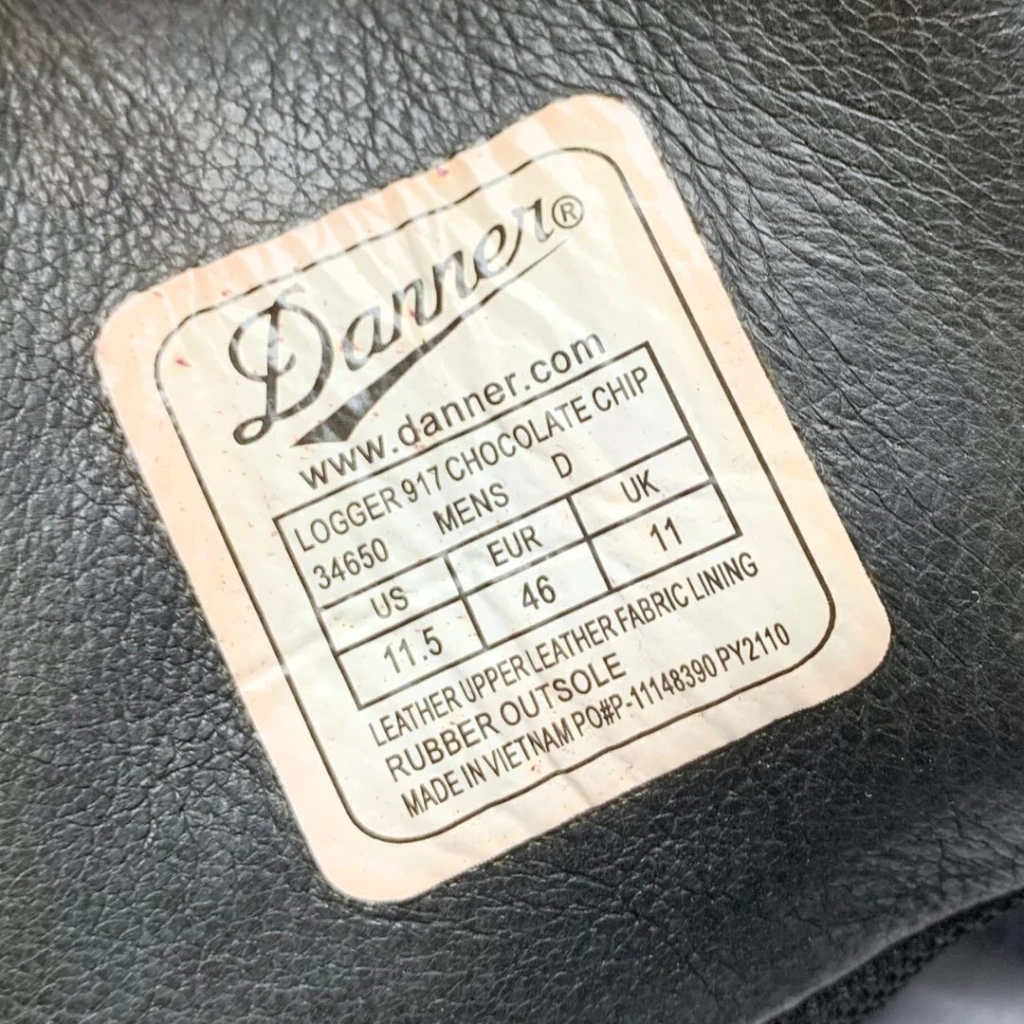 Danner®
www.danner.com
LOGGER 917 CHOCOLATE CHIP
34650 MENS D
US EUR UK
11.5 46 11
LEATHER UPPER LEATHER FABRIC LINING
RUBBER OUTSOLE
MADE IN VIETNAM PO#P-11148390 PY2110